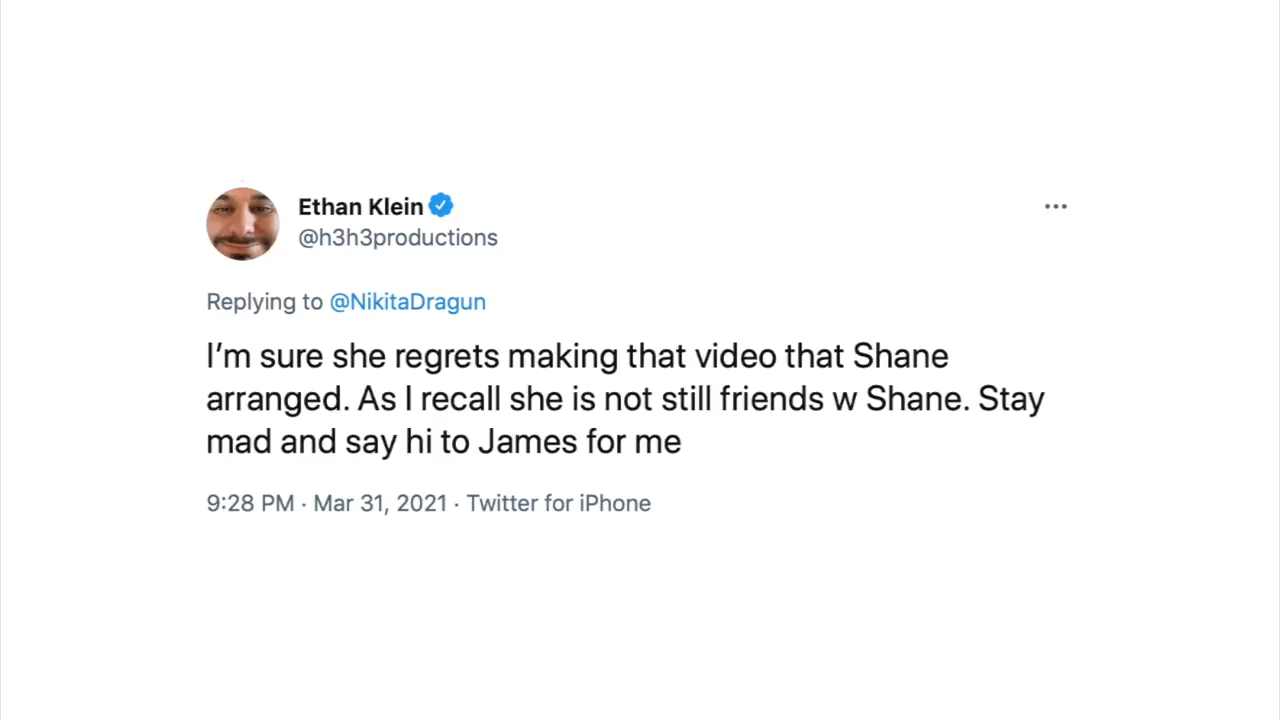 Ethan Klein
@h3h3productions
Replying to @NikitaDragun
I’m sure she regrets making that video that Shane
arranged. As I recall she is not still friends w Shane. Stay
mad and say hi to James for me
9:28 PM · Mar 31, 2021 · Twitter for iPhone